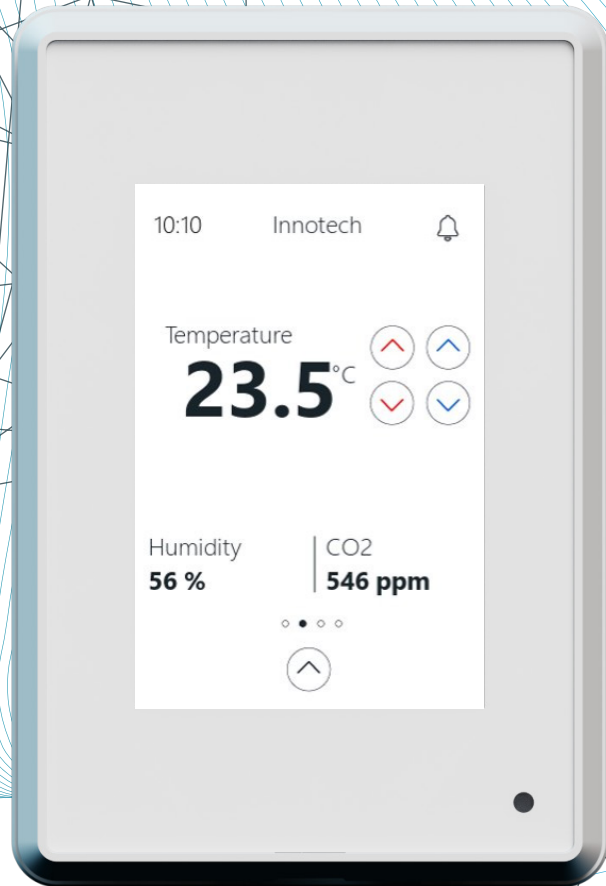 10:10 Innotech
Temperature
23.5°C
Humidity CO2
56 % 546 ppm